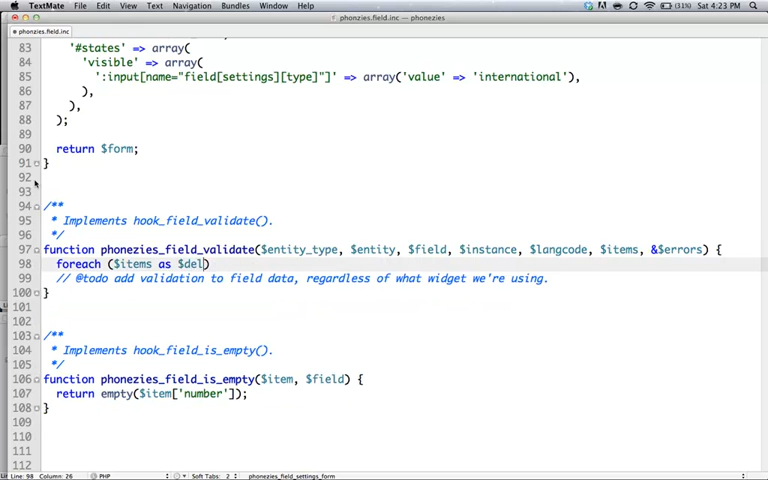 TextMate File Edit View Text Navigation Bundles Window Help (31%) Sat 4:23 PM
phonzies.field.inc — phonezies
phonzies.field.inc
83 '#states' => array(
84 'visible' => array(
85 ':input[name="field[settings][type]"]' => array('value' => 'international'),
86 ),
87 ),
88 );
89
90 return $form;
91 }
92
93
94 /**
95 * Implements hook_field_validate().
96 */
97 function phonezies_field_validate($entity_type, $entity, $field, $instance, $langcode, $items, &$errors) {
98 foreach ($items as $del)
99 // @todo add validation to field data, regardless of what widget we're using.
100 }
101
102
103 /**
104 * Implements hook_field_is_empty().
105 */
106 function phonezies_field_is_empty($item, $field) {
107 return empty($item['number']);
108 }
109
110
111
112
Line: 98 Column: 26 PHP Soft Tabs: 2 phonezies_field_settings_form